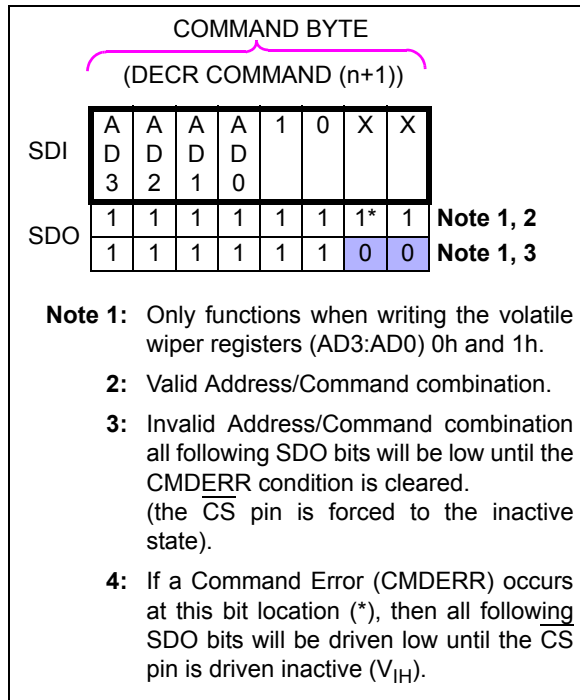 COMMAND BYTE
(DECR COMMAND (n+1))
SDI
A A A A 1 0 X X
D D D D
3 2 1 0
SDO
1 1 1 1 1 1 1* 1 Note 1, 2
1 1 1 1 1 1 0 0 Note 1, 3
Note 1: Only functions when writing the volatile
wiper registers (AD3:AD0) 0h and 1h.
2: Valid Address/Command combination.
3: Invalid Address/Command combination
all following SDO bits will be low until the
CMDERR condition is cleared.
(the CS pin is forced to the inactive
state).
4: If a Command Error (CMDERR) occurs
at this bit location (*), then all following
SDO bits will be driven low until the CS
pin is driven inactive (VIH).